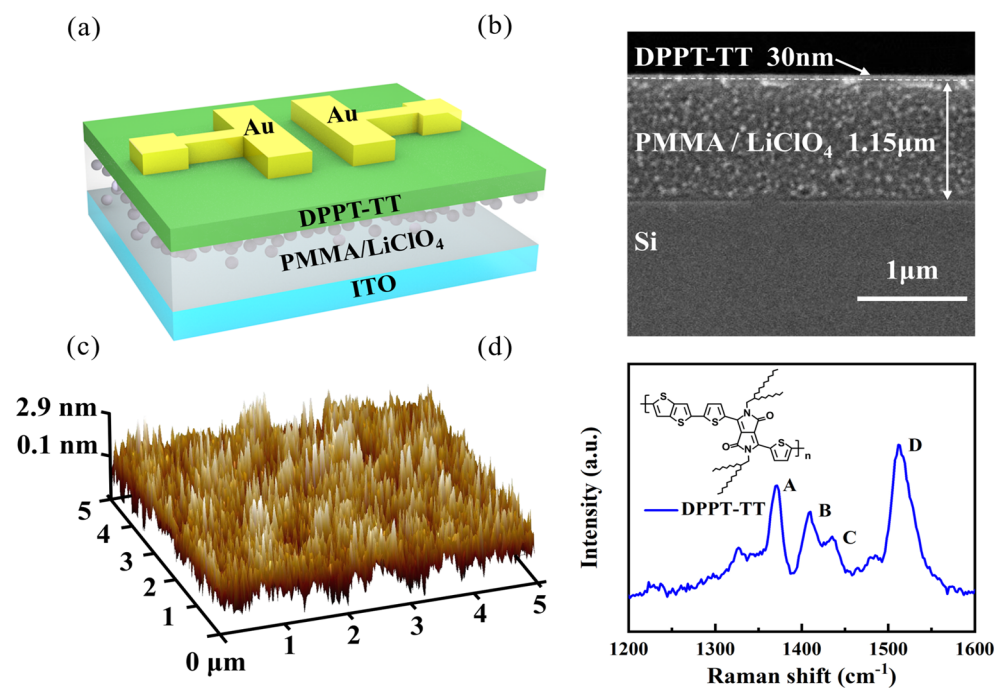 (a)
Au
Au
DPPT-TT
PMMA/LiClO4
ITO
(b)
DPPT-TT 30nm
PMMA / LiClO4 1.15μm
Si
1μm
(c)
2.9 nm
0.1 nm
5
4
3
2
1
0 μm
1
2
3
4
5
(d)
Intensity (a.u.)
S
S
S
N
O
O
N
S
n
DPPT-TT
A
B
C
D
1200
1300
1400
1500
1600
Raman shift (cm-1)